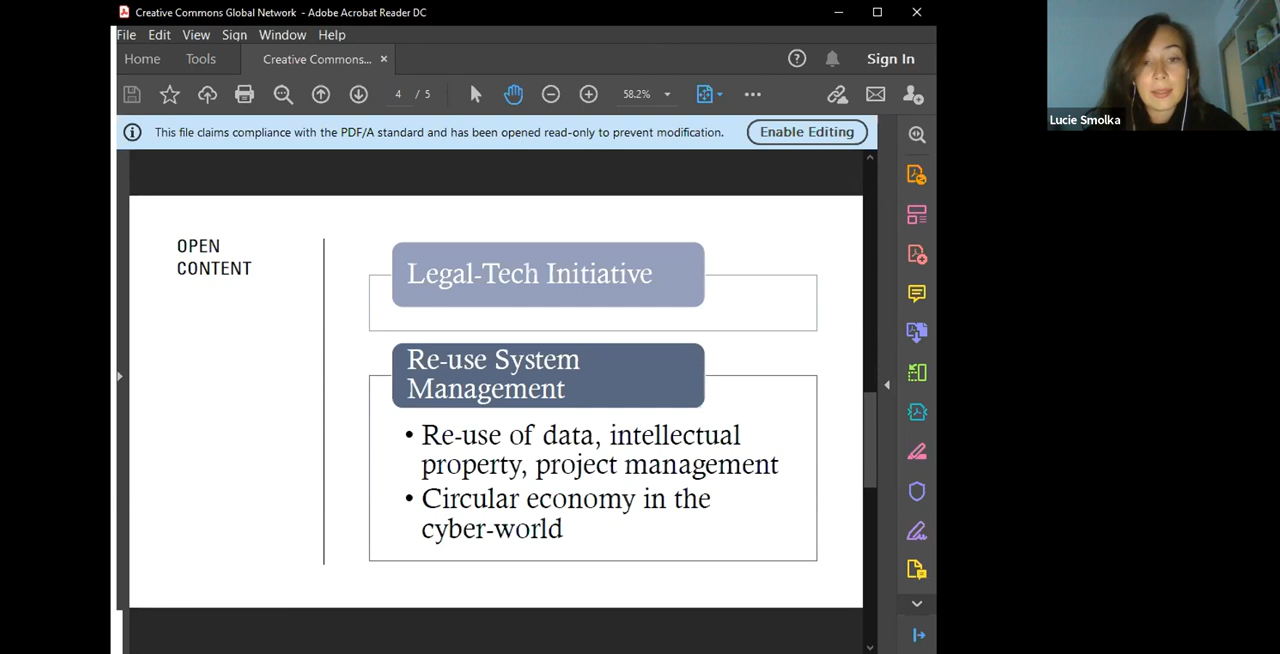 Creative Commons Global Network - Adobe Acrobat Reader DC
File Edit View Sign Window Help
Home Tools Creative Commons... × Sign In
4 / 5 58.2%
This file claims compliance with the PDF/A standard and has been opened read-only to prevent modification. Enable Editing
Lucie Smolka
OPEN
CONTENT
Legal-Tech Initiative
Re-use System
Management
• Re-use of data, intellectual
property, project management
• Circular economy in the
cyber-world